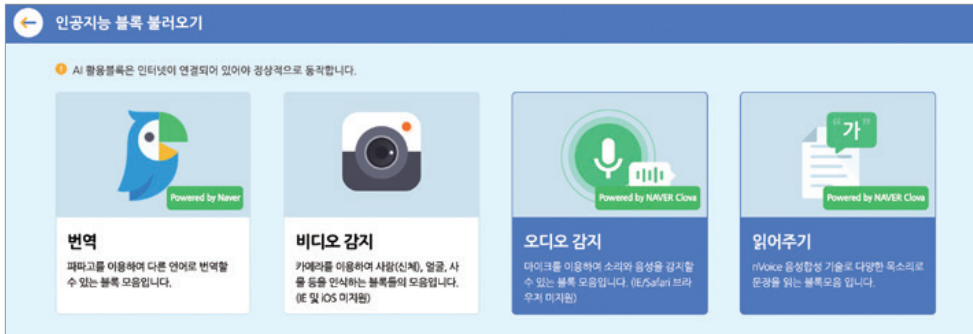 인공지능 블록 불러오기
AI 활용블록은 인터넷이 연결되어 있어야 정상적으로 동작합니다.
Powered by Naver
번역
파파고를 이용하여 다른 언어로 번역할
수 있는 블록 모음입니다.
비디오 감지
카메라를 이용하여 사람(신체), 얼굴, 사
물 등을 인식하는 블록들의 모음입니다.
(IE 및 iOS 미지원)
Powered by NAVER Clova
오디오 감지
마이크를 이용하여 소리와 음성을 감지할
수 있는 블록 모음입니다. (IE/Safari 브라
우저 미지원)
“가”
Powered by NAVER Clova
읽어주기
nVoice 음성합성 기술로 다양한 목소리로
문장을 읽는 블록모음 입니다.